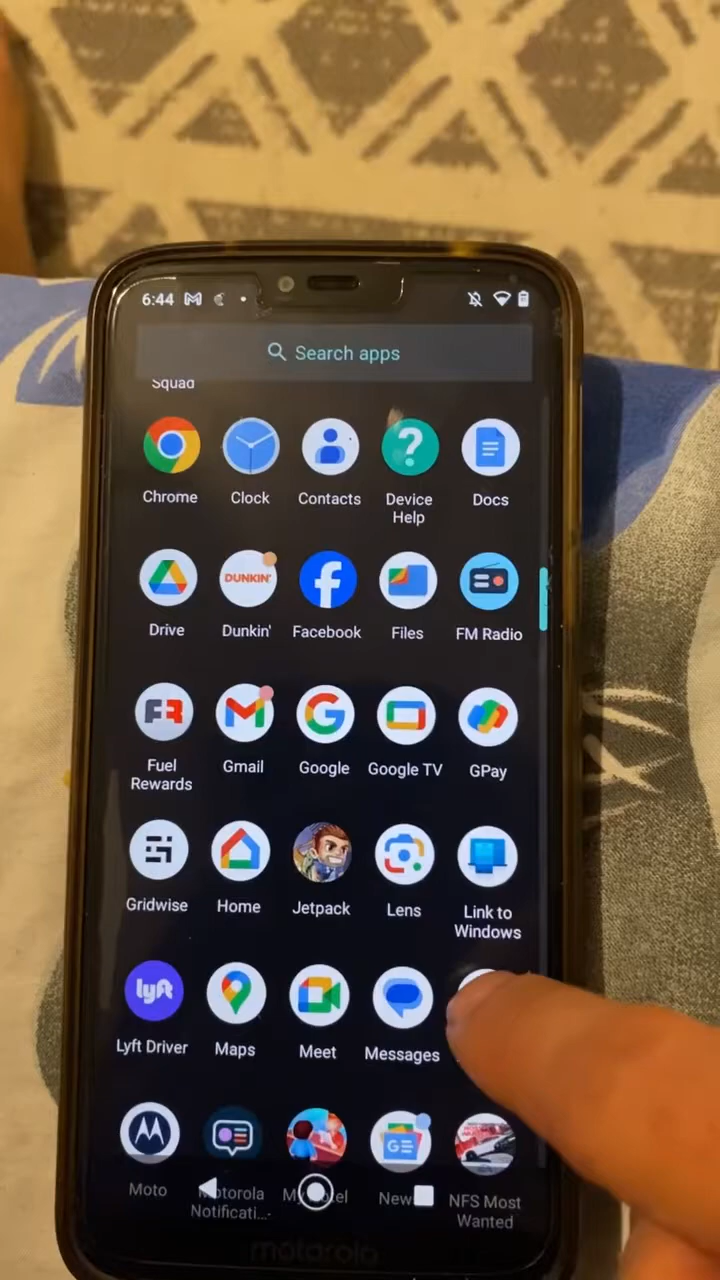 6:44
Search apps
Squad
Chrome Clock Contacts Device Help Docs
DUNKIN'
Drive Dunkin' Facebook Files FM Radio
Fuel Rewards Gmail Google Google TV GPay
Gridwise Home Jetpack Lens Link to Windows
lyft
Lyft Driver Maps Meet Messages
GE
Moto Motorola Notificati... NFS Most Wanted
motorola